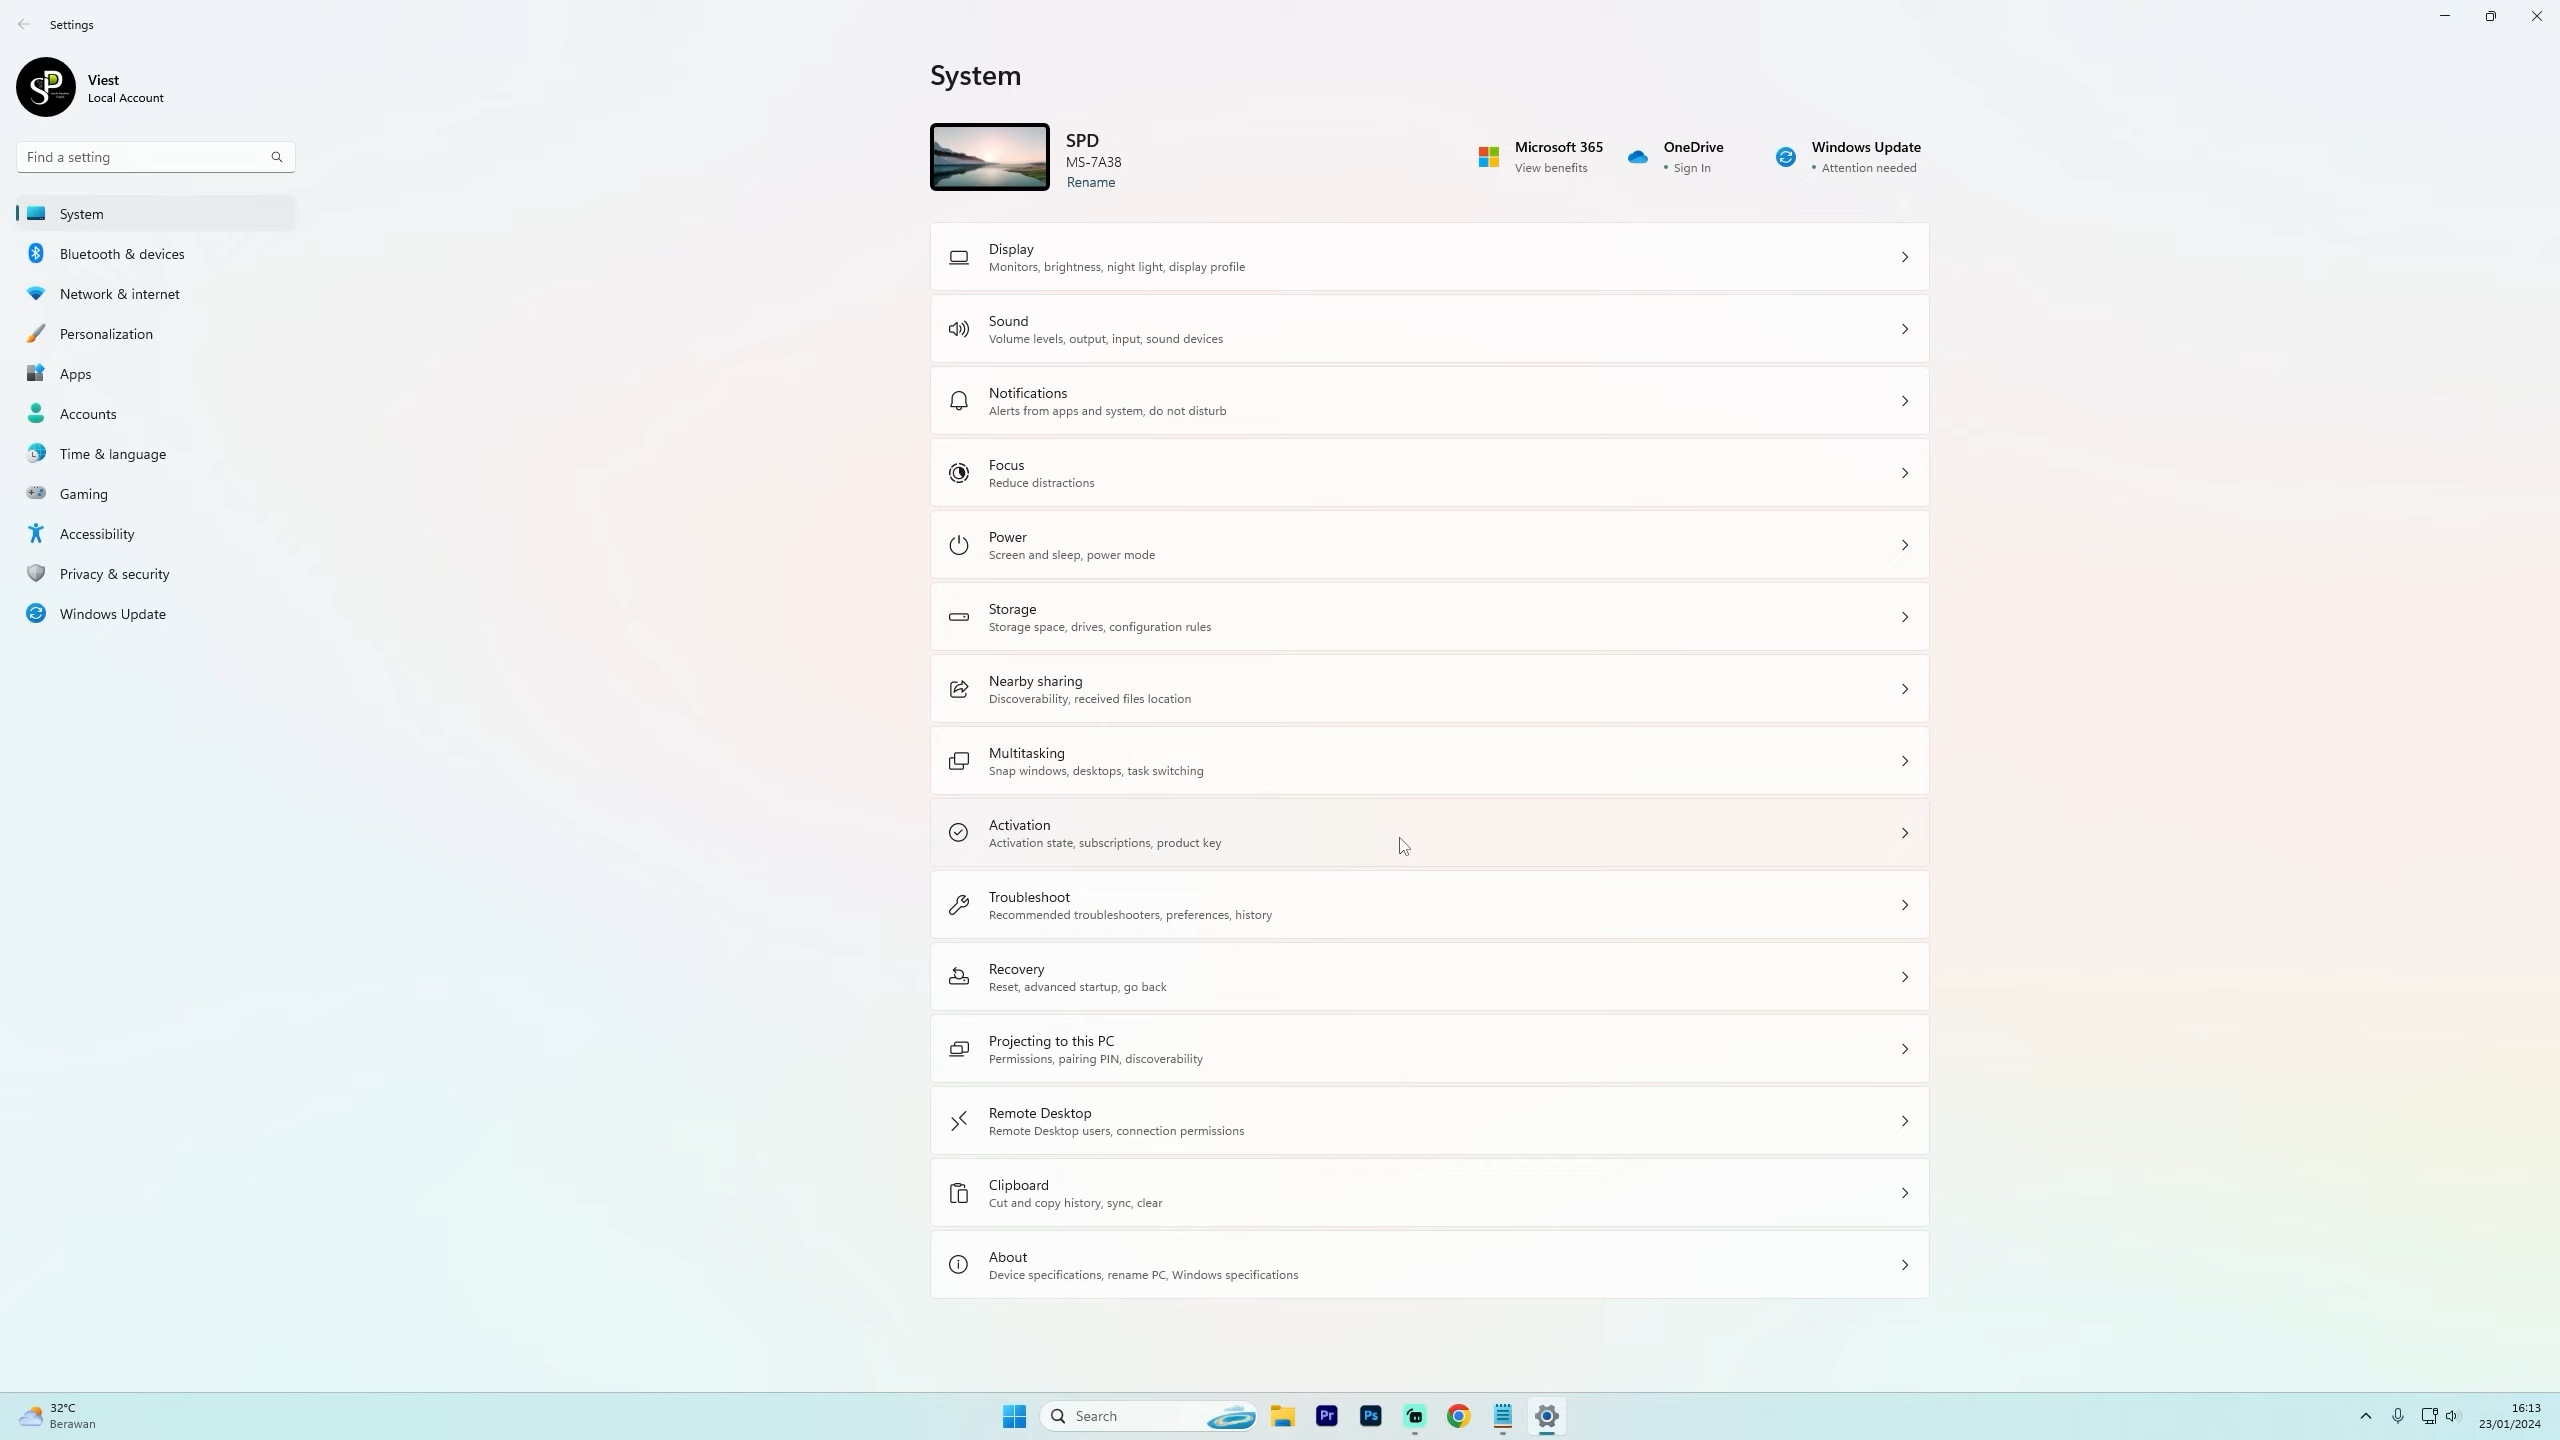 Settings
Viest
Local Account
Find a setting
System
Bluetooth & devices
Network & internet
Personalization
Apps
Accounts
Time & language
Gaming
Accessibility
Privacy & security
Windows Update
System
SPD
MS-7A38
Rename
Microsoft 365
View benefits
OneDrive
Sign In
Windows Update
Attention needed
Display
Monitors, brightness, night light, display profile
Sound
Volume levels, output, input, sound devices
Notifications
Alerts from apps and system, do not disturb
Focus
Reduce distractions
Power
Screen and sleep, power mode
Storage
Storage space, drives, configuration rules
Nearby sharing
Discoverability, received files location
Multitasking
Snap windows, desktops, task switching
Activation
Activation state, subscriptions, product key
Troubleshoot
Recommended troubleshooters, preferences, history
Recovery
Reset, advanced startup, go back
Projecting to this PC
Permissions, pairing PIN, discoverability
Remote Desktop
Remote Desktop users, connection permissions
Clipboard
Cut and copy history, sync, clear
About
Device specifications, rename PC, Windows specifications
32°C
Berawan
Search
Pr
Ps
16:13
23/01/2024